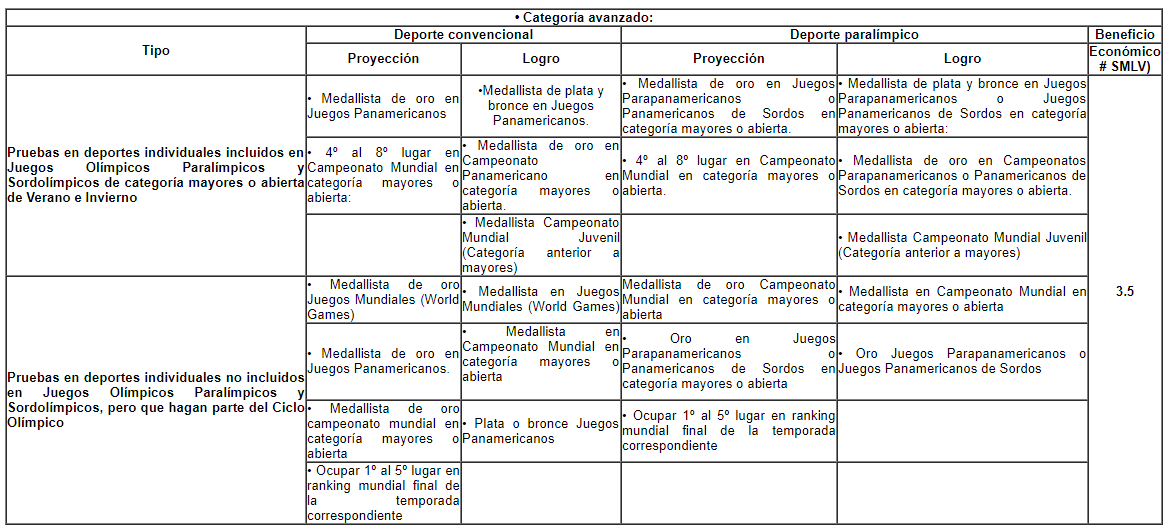 • Categoría avanzado:
Tipo
Deporte convencional
Deporte paralímpico
Beneficio
Proyección
Logro
Proyección
Logro
Económico
# SMLV)
Pruebas en deportes individuales incluidos en
Juegos Olímpicos Paralímpicos y
Sordolímpicos de categoría mayores o abierta
de Verano e Invierno
• Medallista de oro en
Juegos Panamericanos
•Medallista de plata y
bronce en Juegos
Panamericanos.
• Medallista de oro en Juegos
Parapanamericanos o
Panamericanos de Sordos en
categoría mayores o abierta.
• Medallista de plata y bronce en Juegos
Parapanamericanos o Juegos
Panamericanos de Sordos en categoría
mayores o abierta:
3.5
• 4º al 8º lugar en
Campeonato Mundial en
categoría mayores o
abierta:
• Medallista de oro en
Campeonato
Panamericano en
categoría mayores o
abierta.
• 4º al 8º lugar en Campeonato
Mundial en categoría mayores o
abierta.
• Medallista de oro en Campeonatos
Parapanamericanos o Panamericanos de
Sordos en categoría mayores o abierta.
• Medallista Campeonato
Mundial Juvenil
(Categoría anterior a
mayores)
• Medallista Campeonato Mundial Juvenil
(Categoría anterior a mayores)
Pruebas en deportes individuales no incluidos
en Juegos Olímpicos Paralímpicos y
Sordolímpicos, pero que hagan parte del Ciclo
Olímpico
• Medallista de oro
Juegos Mundiales (World
Games)
• Medallista en Juegos
Mundiales (World Games)
Medallista de oro Campeonato
Mundial en categoría mayores o
abierta
• Medallista en Campeonato Mundial en
categoría mayores o abierta
• Medallista de oro en
Juegos Panamericanos.
• Medallista en
Campeonato Mundial en
categoría mayores o
abierta
• Oro en Juegos
Parapanamericanos o
Panamericanos de Sordos en
categoría mayores o abierta
• Oro Juegos Parapanamericanos o
Juegos Panamericanos de Sordos
• Medallista de oro
campeonato mundial en
categoría mayores o
abierta
• Plata o bronce Juegos
Panamericanos
• Ocupar 1º al 5º lugar en ranking
mundial final de la temporada
correspondiente
• Ocupar 1º al 5º lugar en
ranking mundial final de
la temporada
correspondiente